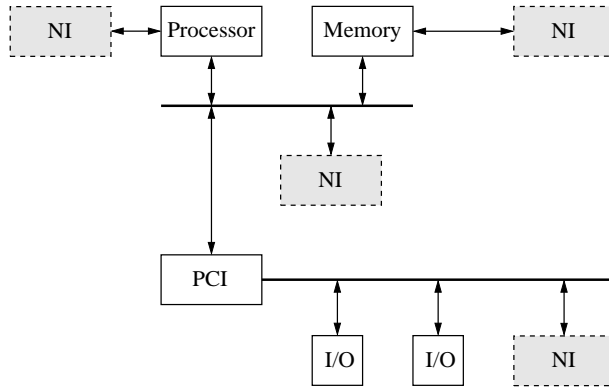 NI
Processor
Memory
NI
NI
PCI
I/O
I/O
NI